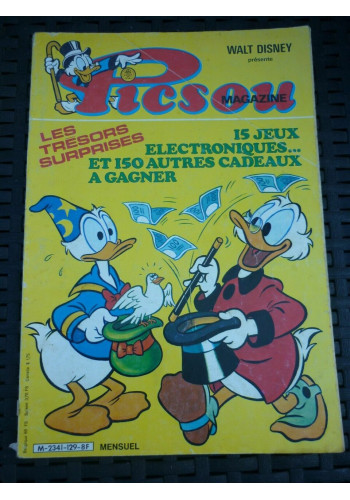 WALT DISNEY
présente
Picsou
MAGAZINE
LES
TRÉSORS
SURPRISES
15 JEUX
ELECTRONIQUES...
ET 150 AUTRES CADEAUX
A GAGNER
M-2341-129-8F
MENSUEL